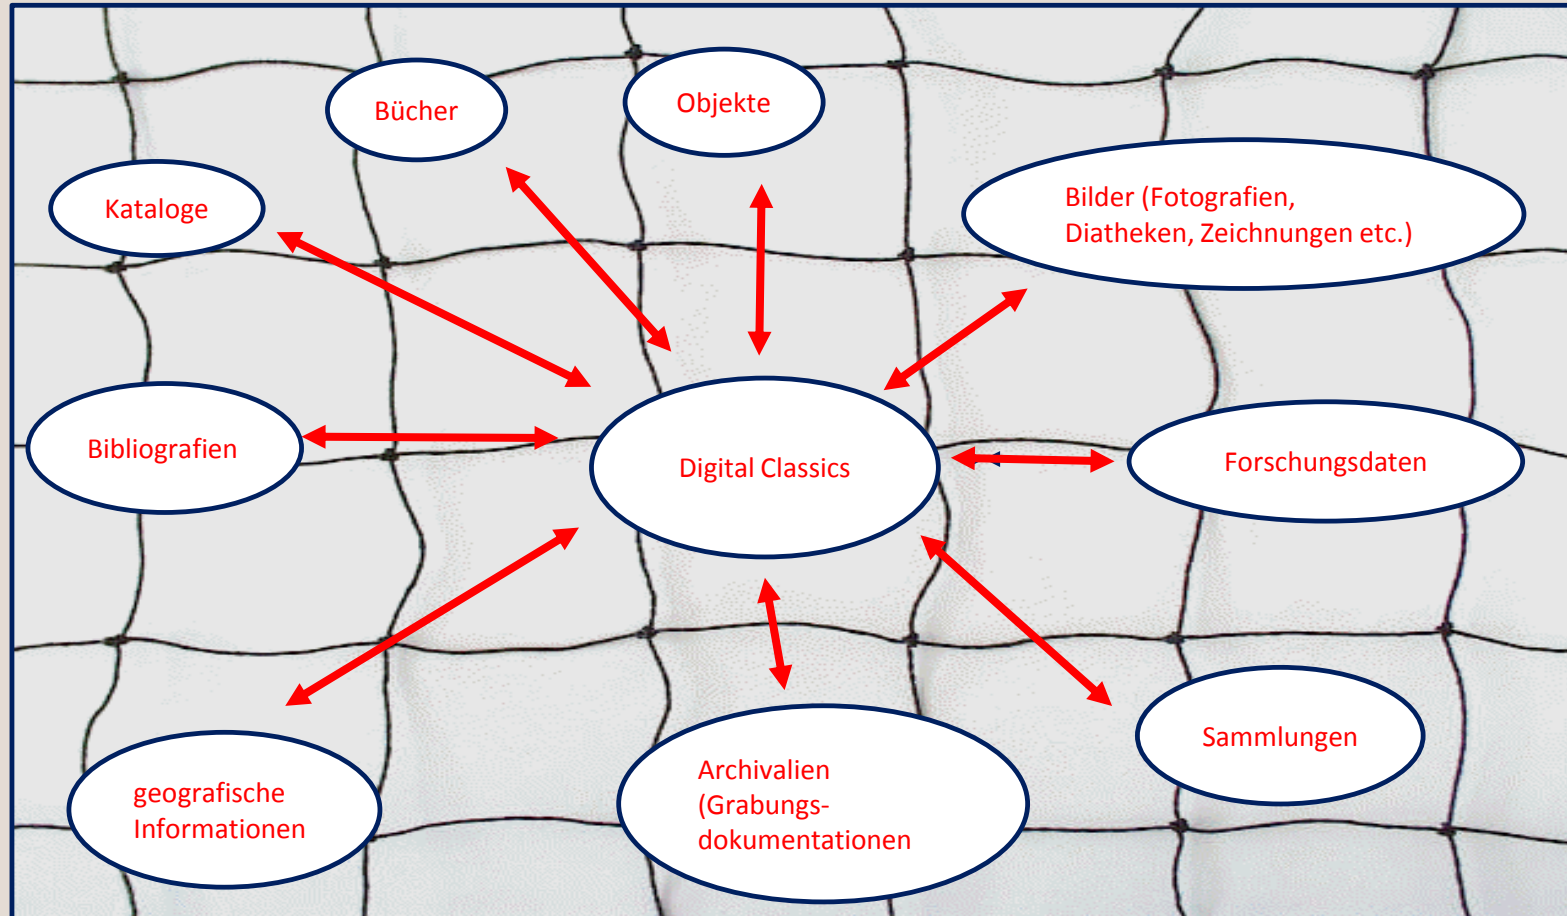 Bücher
Objekte
Kataloge
Bilder (Fotografien,
Diatheken, Zeichnungen etc.)
Bibliografien
Digital Classics
Forschungsdaten
geografische
Informationen
Archivalien
(Grabungs-
dokumentationen
Sammlungen